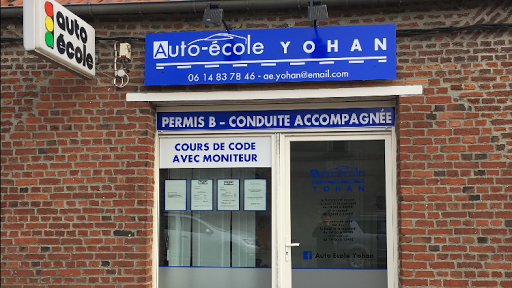 auto
école
Auto-école YOHAN
06 14 83 78 46 - ae.yohan@email.com
PERMIS B - CONDUITE ACCOMPAGNÉE
COURS DE CODE
AVEC MONITEUR
Auto-école
YOHAN
Auto Ecole Yohan